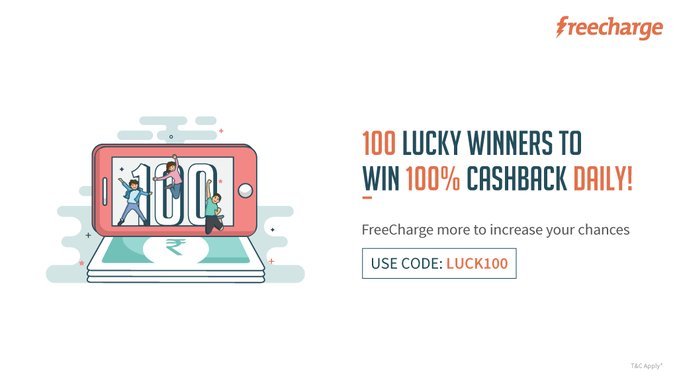 freecharge
100
₹
100 LUCKY WINNERS TO
WIN 100% CASHBACK DAILY!
FreeCharge more to increase your chances
USE CODE: LUCK100
T&C Apply*